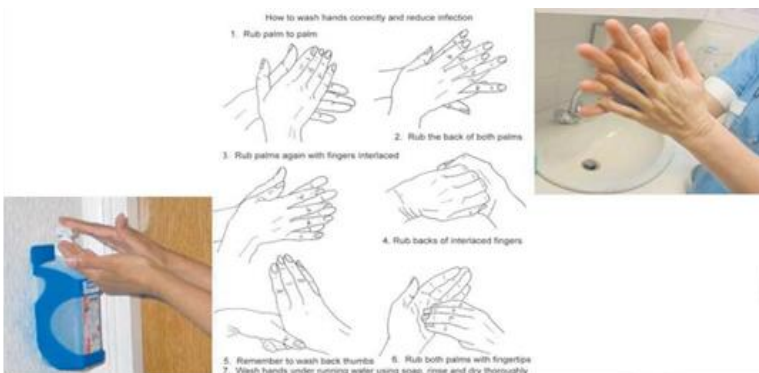 How to wash hands correctly and reduce infection
1. Rub palm to palm
2. Rub the back of both palms
3. Rub palms again with fingers interlaced
4. Rub backs of interlaced fingers
5. Remember to wash back thumbs
6. Rub both palms with fingertips
7. Wash hands under running water using soap, rinse and dry thoroughly